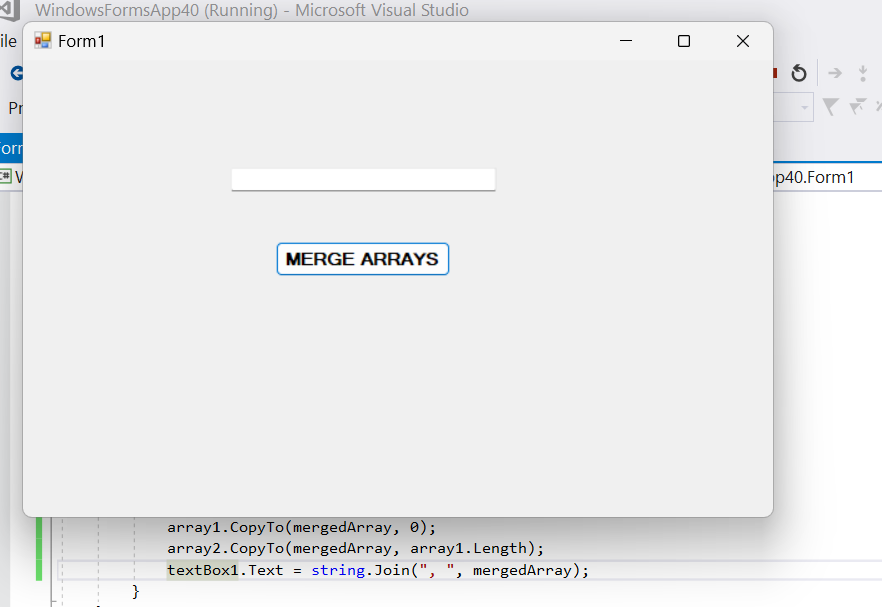 WindowsFormsApp40 (Running) - Microsoft Visual Studio
ile
Form1
Pr
orr
C# W
p40.Form1
MERGE ARRAYS
array1.CopyTo(mergedArray, 0);
array2.CopyTo(mergedArray, array1.Length);
textBox1.Text = string.Join(", ", mergedArray);
}